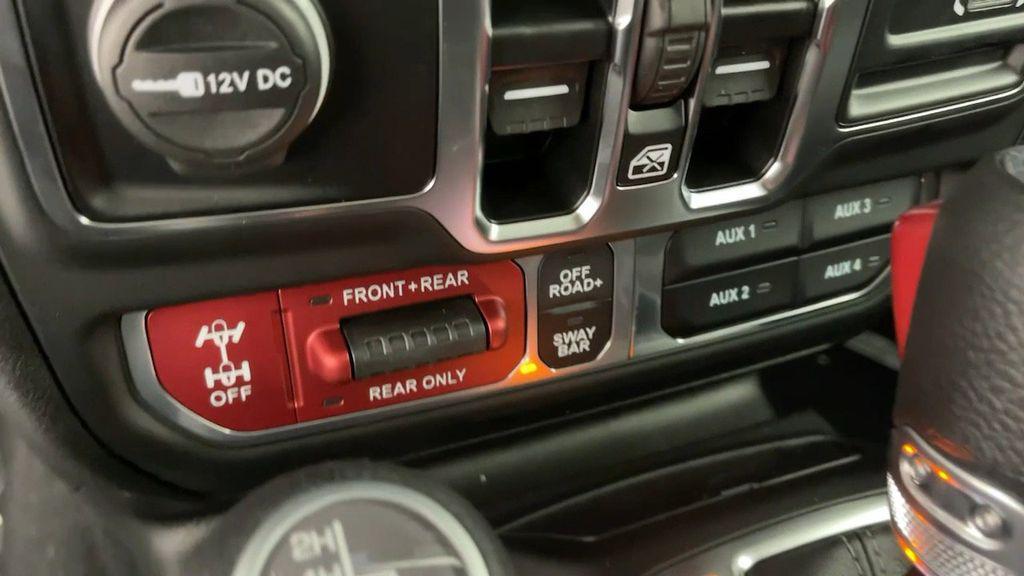 12V DC
FRONT+REAR
OFF
REAR ONLY
OFF
ROAD+
SWAY
BAR
AUX 1
AUX 3
AUX 2
AUX 4
2H